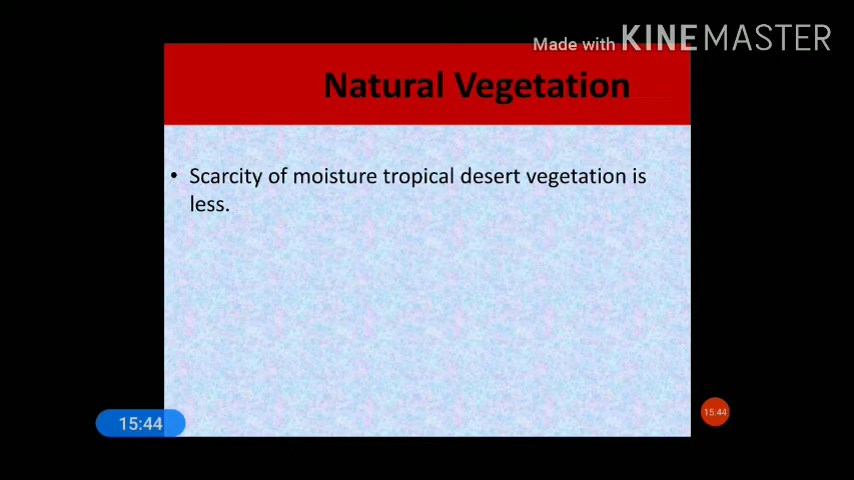 Made with KINEMASTER
Natural Vegetation
• Scarcity of moisture tropical desert vegetation is
less.
15:44
15:44